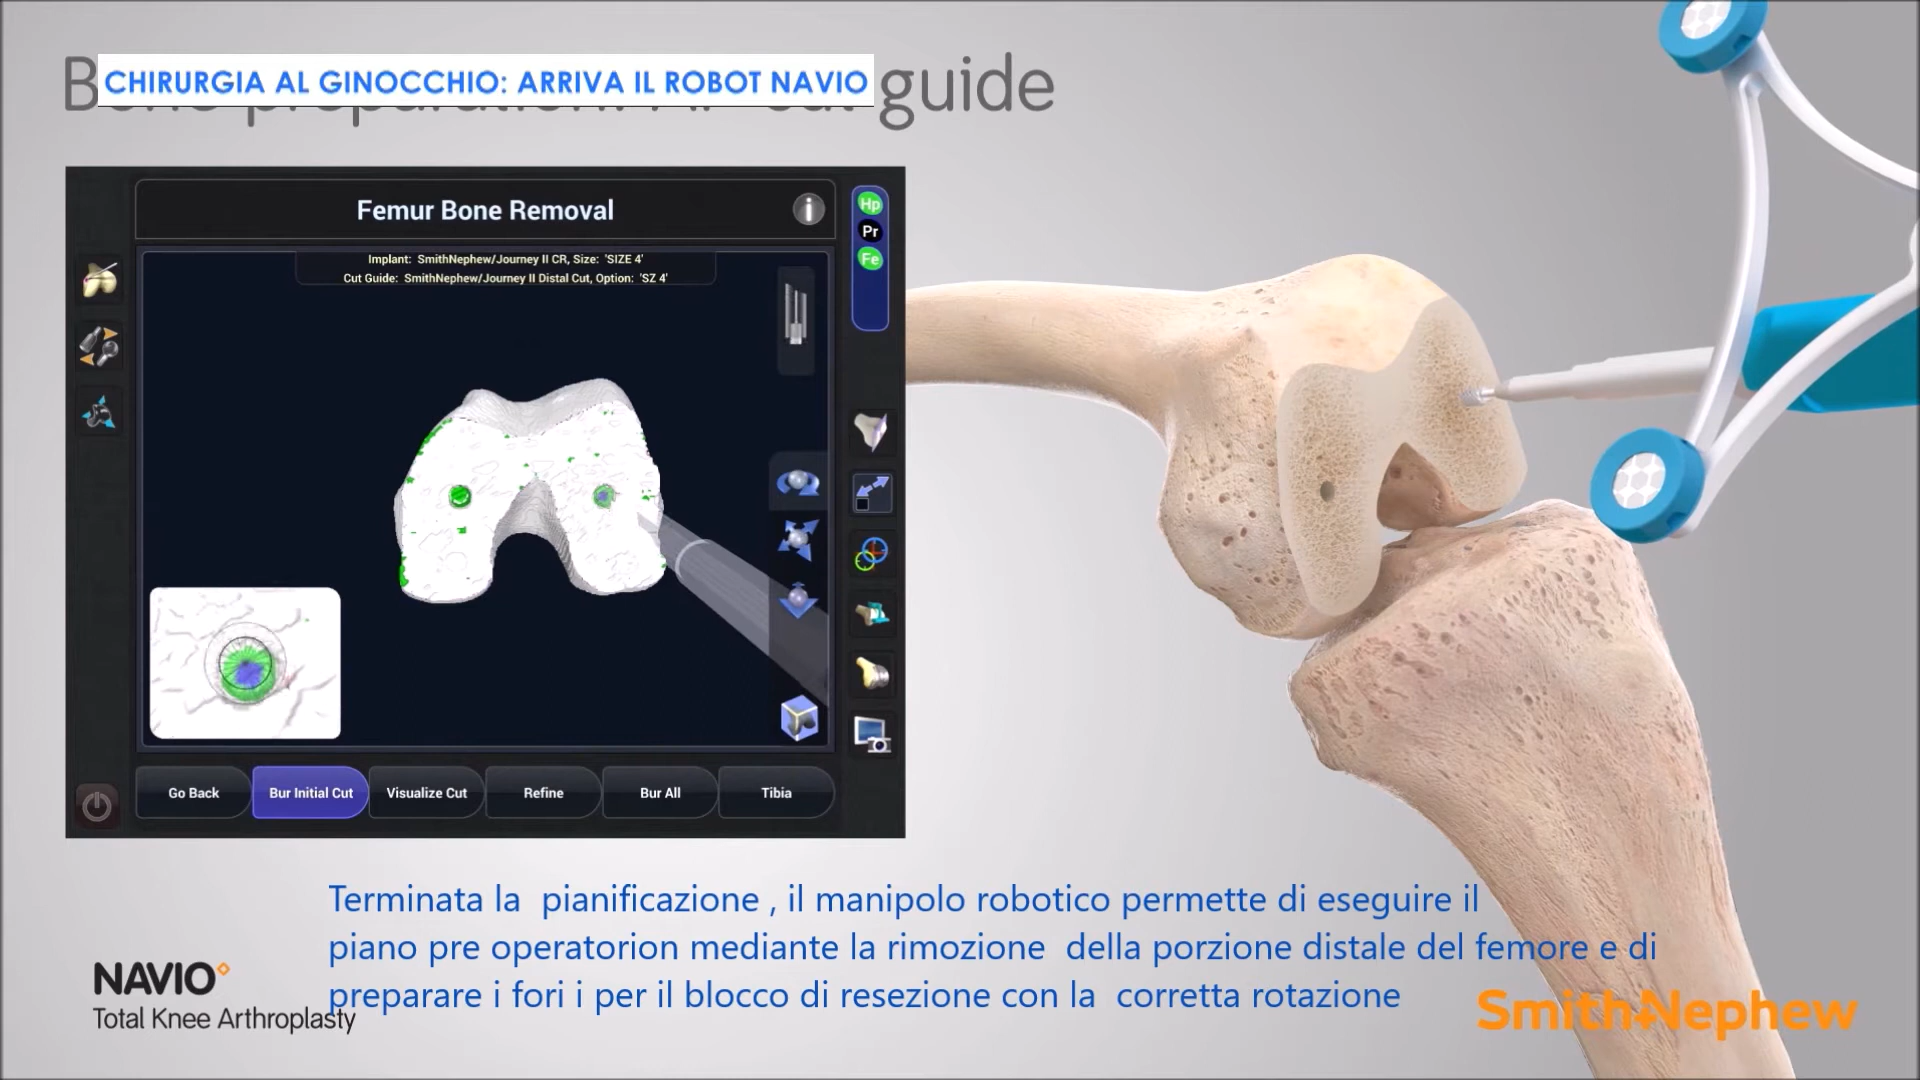 CHIRURGIA AL GINOCCHIO: ARRIVA IL ROBOT NAVIO
guide
Femur Bone Removal
i
Implant: SmithNephew/Journey II CR, Size: 'SIZE 4'
Cut Guide: SmithNephew/Journey II Distal Cut, Option: 'SZ 4'
Hp
Pr
Fe
Go Back
Bur Initial Cut
Visualize Cut
Refine
Bur All
Tibia
Terminata la pianificazione , il manipolo robotico permette di eseguire il
piano pre operatorion mediante la rimozione della porzione distale del femore e di
preparare i fori i per il blocco di resezione con la corretta rotazione
NAVIO
Total Knee Arthroplasty
Smith+Nephew